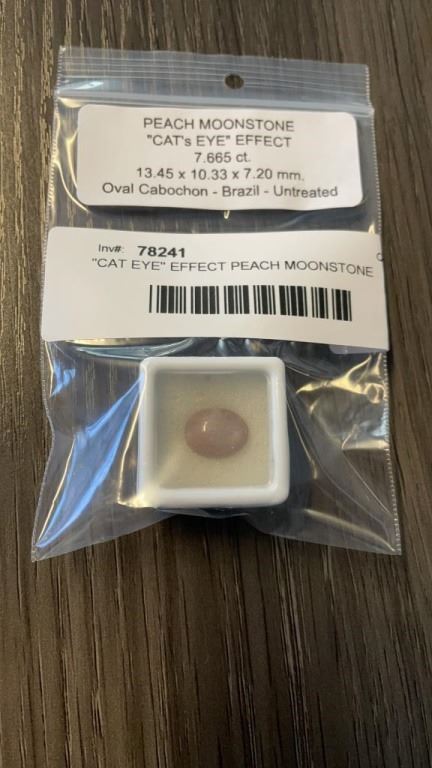 PEACH MOONSTONE
"CAT's EYE" EFFECT
7.665 ct.
13.45 x 10.33 x 7.20 mm.
Oval Cabochon - Brazil - Untreated
Inv#: 78241
"CAT EYE" EFFECT PEACH MOONSTONE